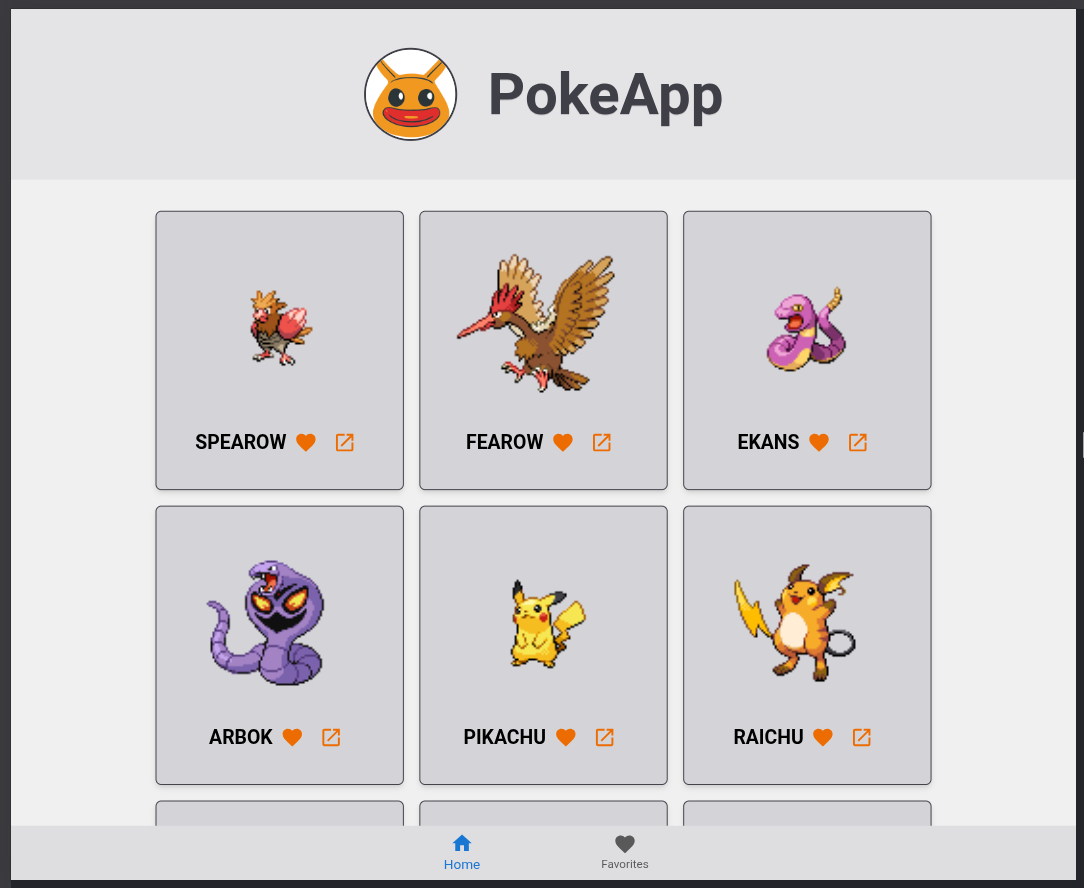 PokeApp
SPEAROW
FEAROW
EKANS
ARBOK
PIKACHU
RAICHU
Home
Favorites